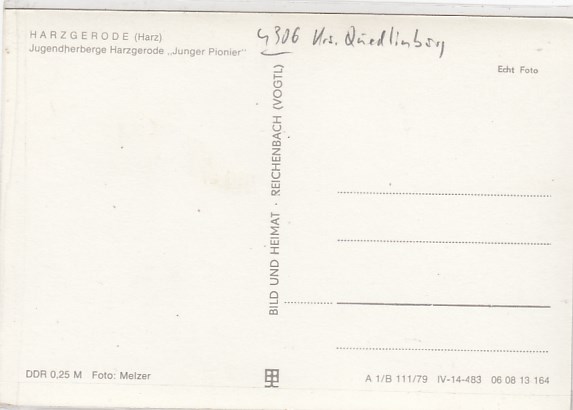 HARZGERODE (Harz)
Jugendherberge Harzgerode „Junger Pionier"
4306 Krs. Quedlinburg
Echt Foto
BILD UND HEIMAT · REICHENBACH (VOGTL)
DDR 0,25 M Foto: Melzer
A 1/B 111/79 IV-14-483 06 08 13 164